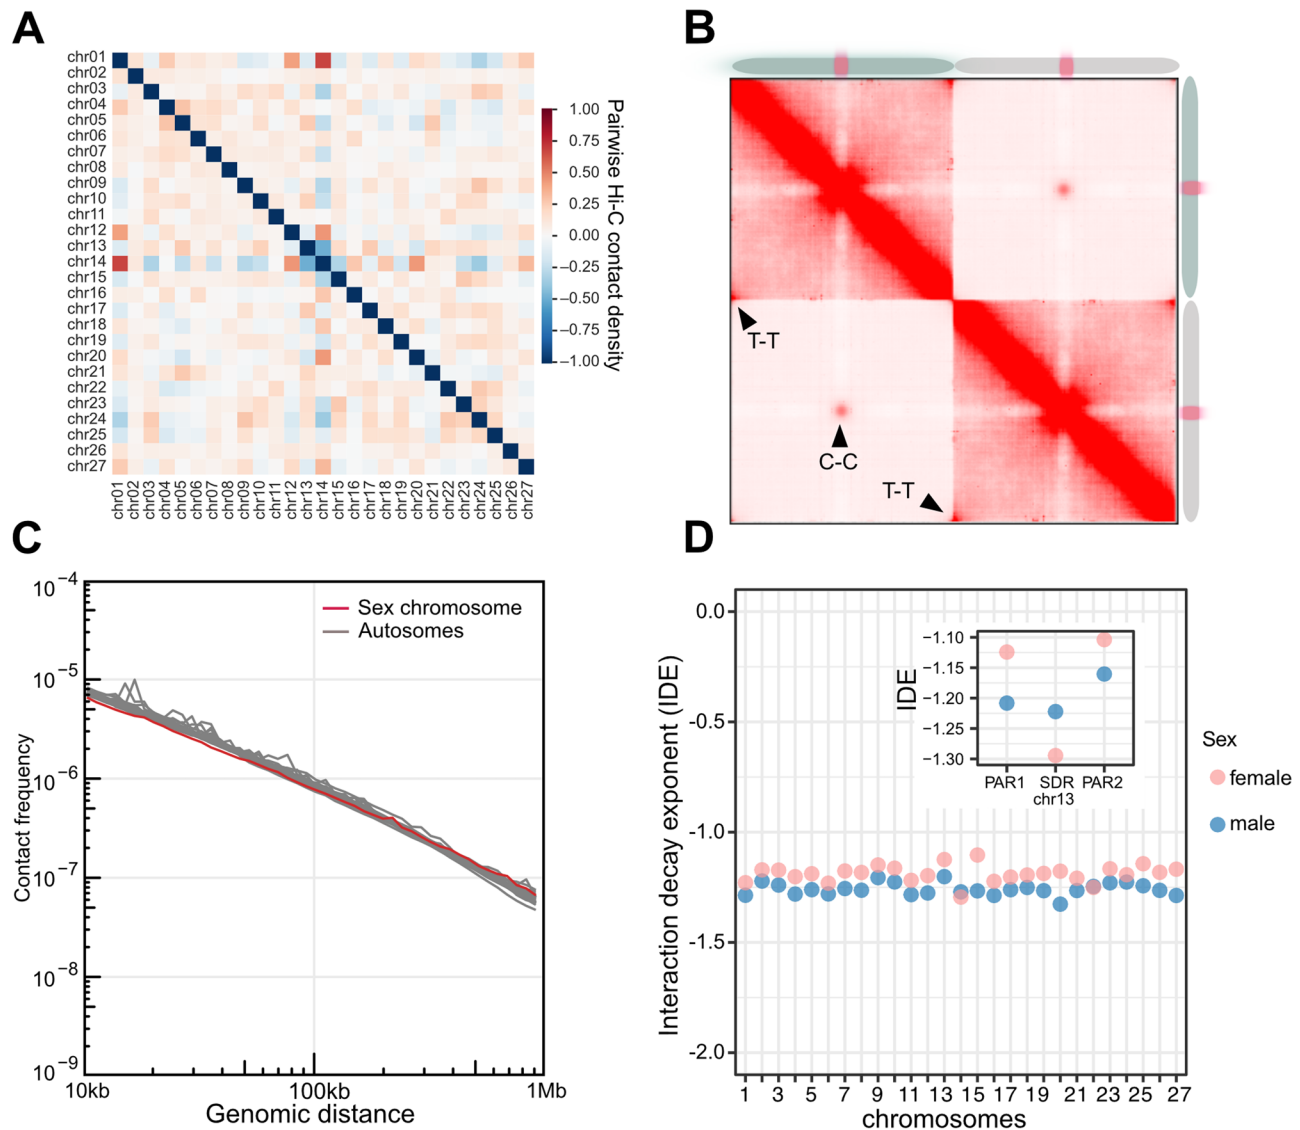 A
chr01
chr02
chr03
chr04
chr05
chr06
chr07
chr08
chr09
chr10
chr11
chr12
chr13
chr14
chr15
chr16
chr17
chr18
chr19
chr20
chr21
chr22
chr23
chr24
chr25
chr26
chr27
chr01
chr02
chr03
chr04
chr05
chr06
chr07
chr08
chr09
chr10
chr11
chr12
chr13
chr14
chr15
chr16
chr17
chr18
chr19
chr20
chr21
chr22
chr23
chr24
chr25
chr26
chr27
1.00
0.75
0.50
0.25
0.00
−0.25
−0.50
−0.75
−1.00
Pairwise Hi-C contact density
B
T-T
C-C
T-T
C
10−4
10−5
10−6
10−7
10−8
10−9
Contact frequency
Sex chromosome
Autosomes
10kb 100kb 1Mb
Genomic distance
D
0.0
-0.5
-1.0
-1.5
-2.0
Interaction decay exponent (IDE)
−1.10
−1.15
−1.20
−1.25
−1.30
IDE
PAR1 SDR PAR2
chr13
1 3 5 7 9 11 13 15 17 19 21 23 25 27
chromosomes
Sex
female
male